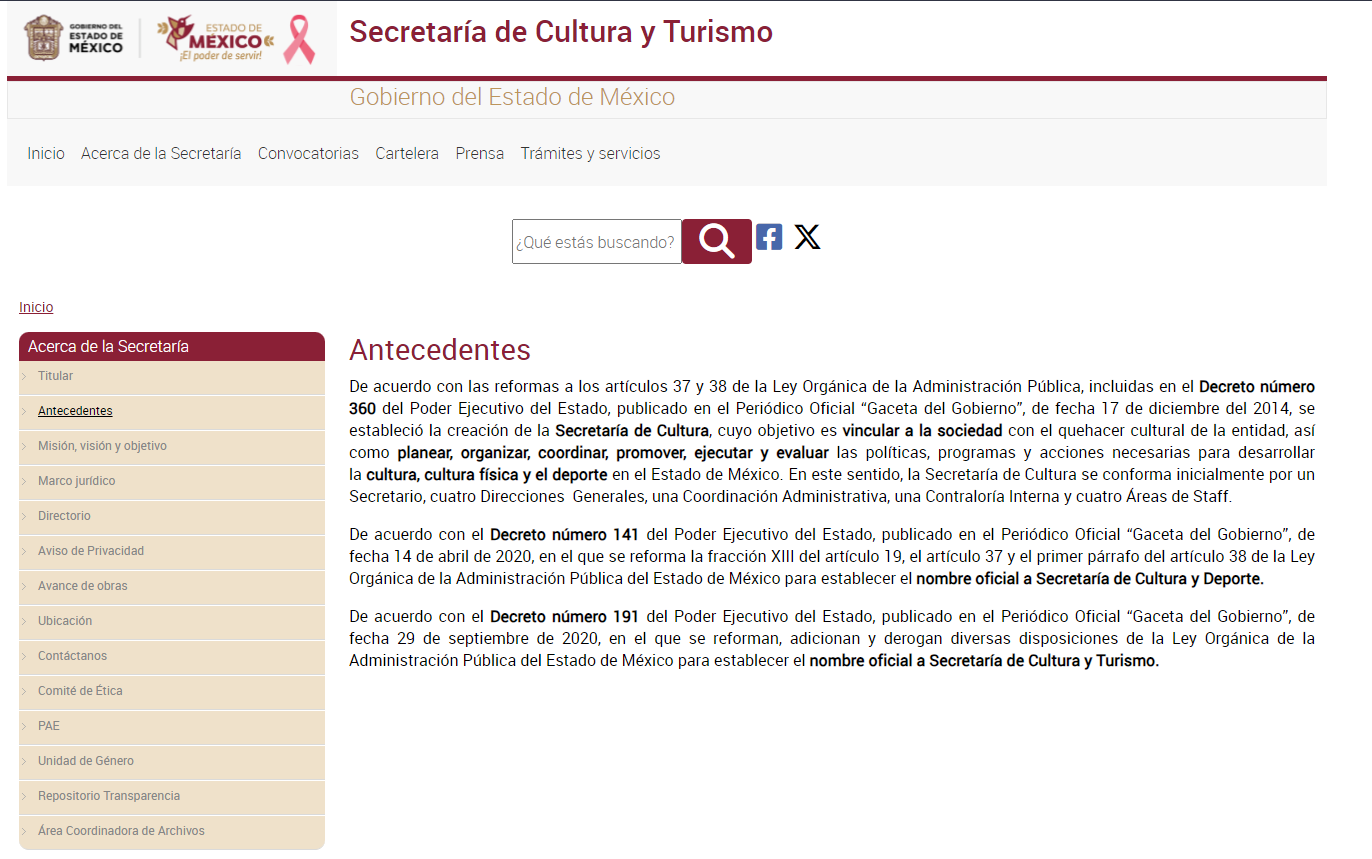 GOBIERNO DEL
ESTADO DE
MÉXICO
ESTADO DE
MÉXICO
¡El poder de servir!
Secretaría de Cultura y Turismo
Gobierno del Estado de México
Inicio Acerca de la Secretaría Convocatorias Cartelera Prensa Trámites y servicios
¿Qué estás buscando?
Inicio
Acerca de la Secretaría
Titular
Antecedentes
Misión, visión y objetivo
Marco jurídico
Directorio
Aviso de Privacidad
Avance de obras
Ubicación
Contáctanos
Comité de Ética
PAE
Unidad de Género
Repositorio Transparencia
Área Coordinadora de Archivos
Antecedentes
De acuerdo con las reformas a los artículos 37 y 38 de la Ley Orgánica de la Administración Pública, incluidas en el Decreto número
360 del Poder Ejecutivo del Estado, publicado en el Periódico Oficial “Gaceta del Gobierno”, de fecha 17 de diciembre del 2014, se
estableció la creación de la Secretaría de Cultura, cuyo objetivo es vincular a la sociedad con el quehacer cultural de la entidad, así
como planear, organizar, coordinar, promover, ejecutar y evaluar las políticas, programas y acciones necesarias para desarrollar
la cultura, cultura física y el deporte en el Estado de México. En este sentido, la Secretaría de Cultura se conforma inicialmente por un
Secretario, cuatro Direcciones Generales, una Coordinación Administrativa, una Contraloría Interna y cuatro Áreas de Staff.
De acuerdo con el Decreto número 141 del Poder Ejecutivo del Estado, publicado en el Periódico Oficial “Gaceta del Gobierno”, de
fecha 14 de abril de 2020, en el que se reforma la fracción XIII del artículo 19, el artículo 37 y el primer párrafo del artículo 38 de la Ley
Orgánica de la Administración Pública del Estado de México para establecer el nombre oficial a Secretaría de Cultura y Deporte.
De acuerdo con el Decreto número 191 del Poder Ejecutivo del Estado, publicado en el Periódico Oficial “Gaceta del Gobierno”, de
fecha 29 de septiembre de 2020, en el que se reforman, adicionan y derogan diversas disposiciones de la Ley Orgánica de la
Administración Pública del Estado de México para establecer el nombre oficial a Secretaría de Cultura y Turismo.